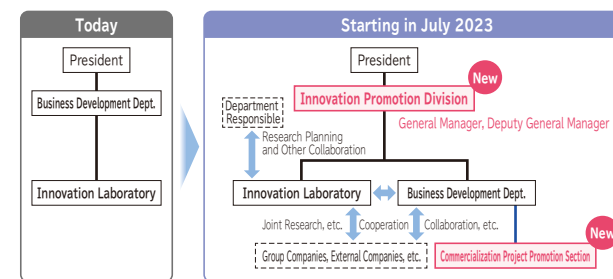 Today
President
Business Development Dept.
Innovation Laboratory
Starting in July 2023
President
New
Innovation Promotion Division
General Manager, Deputy General Manager
Department
Responsible
Research Planning
and Other Collaboration
Innovation Laboratory
Business Development Dept.
Joint Research, etc.
Cooperation
Collaboration, etc.
New
Group Companies, External Companies, etc.
Commercialization Project Promotion Section